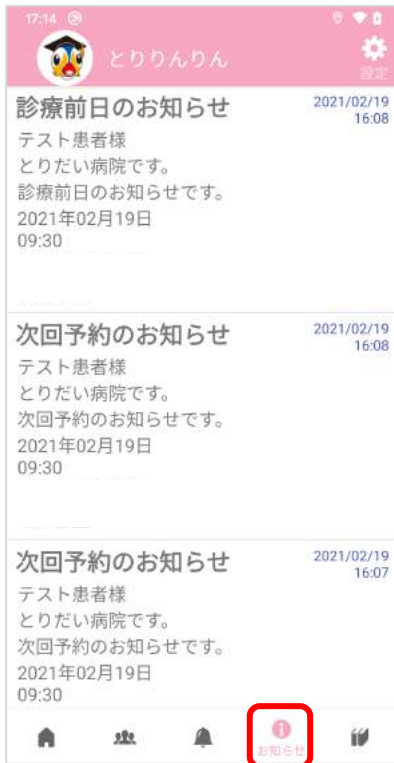 17:14
とりりんりん
設定
診療前日のお知らせ
2021/02/19
16:08
テスト患者様
とりだい病院です。
診療前日のお知らせです。
2021年02月19日
09:30
次回予約のお知らせ
2021/02/19
16:08
テスト患者様
とりだい病院です。
次回予約のお知らせです。
2021年02月19日
09:30
次回予約のお知らせ
2021/02/19
16:07
テスト患者様
とりだい病院です。
次回予約のお知らせです。
2021年02月19日
09:30
お知らせ